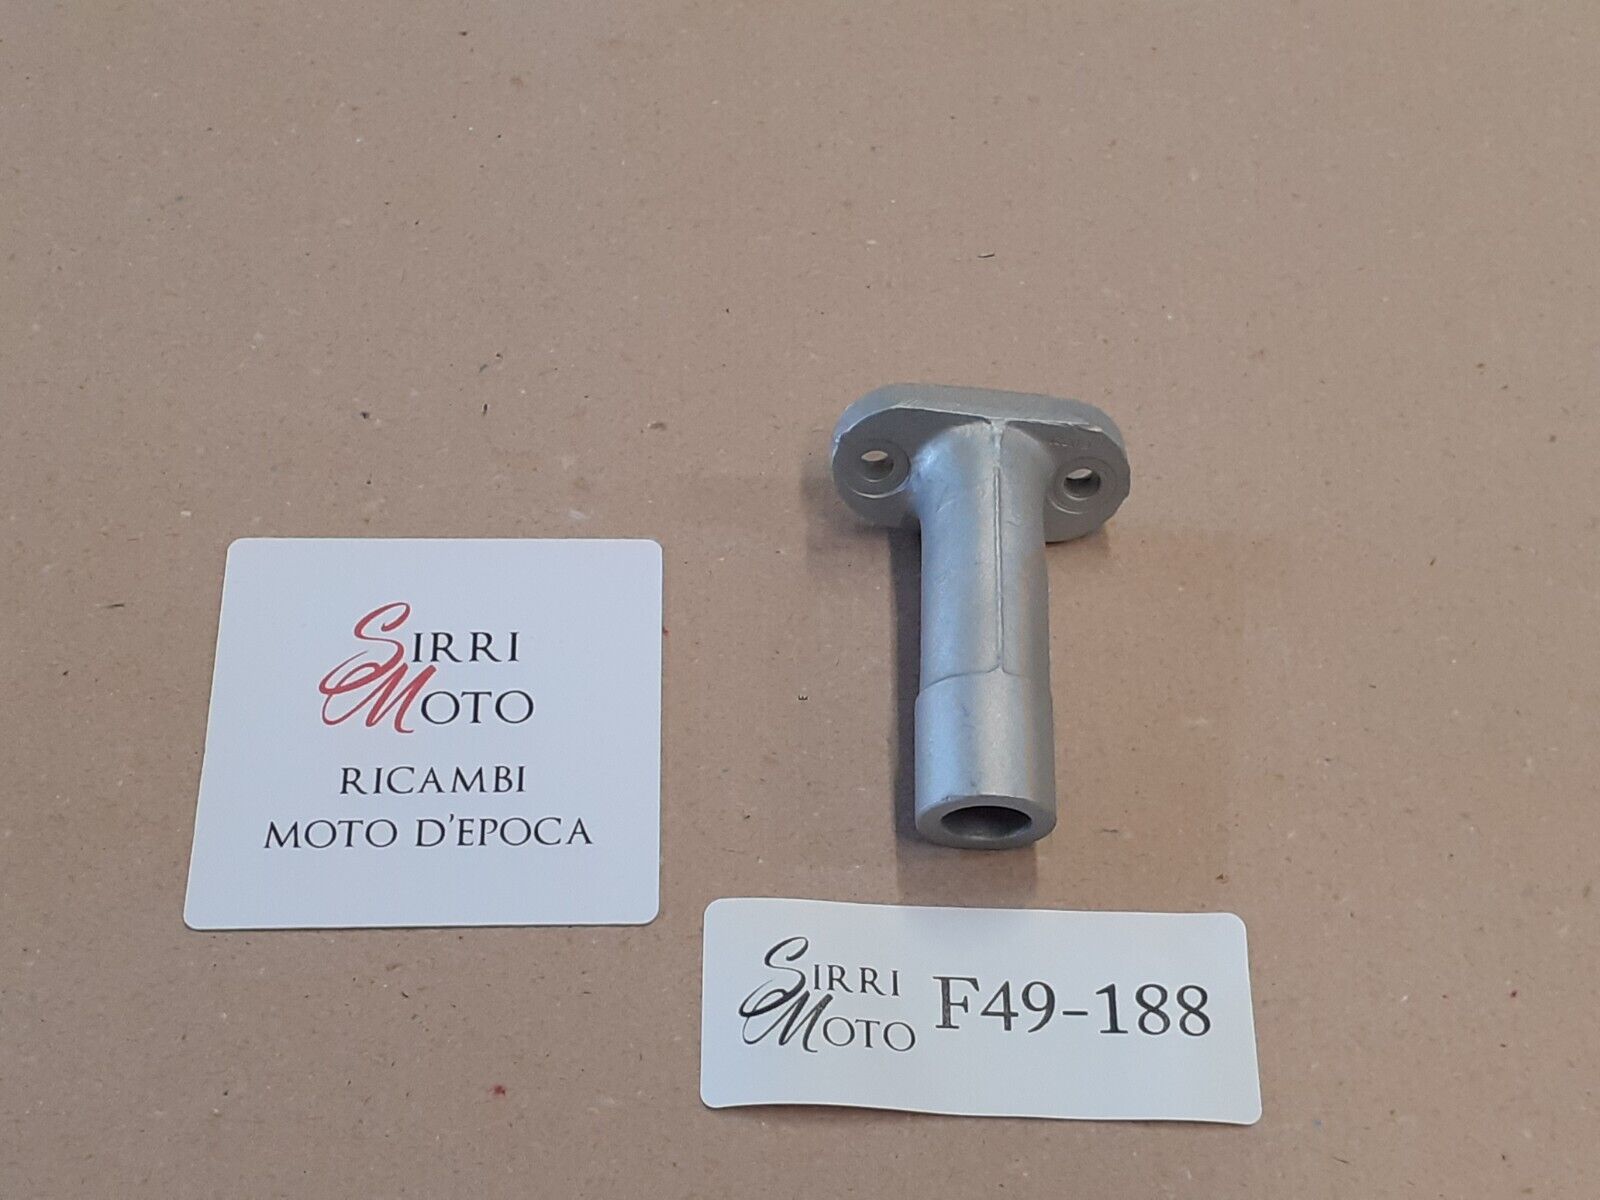 SIRRI
MOTO
RICAMBI
MOTO D'EPOCA
SIRRI
MOTO
F49-188